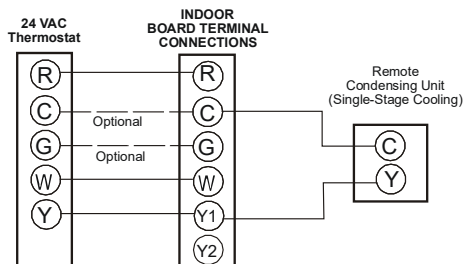 24 VAC
Thermostat
INDOOR
BOARD TERMINAL
CONNECTIONS
Remote
Condensing Unit
(Single-Stage Cooling)
R
R
C
Optional
C
C
G
Optional
G
W
W
Y
Y
Y1
Y2